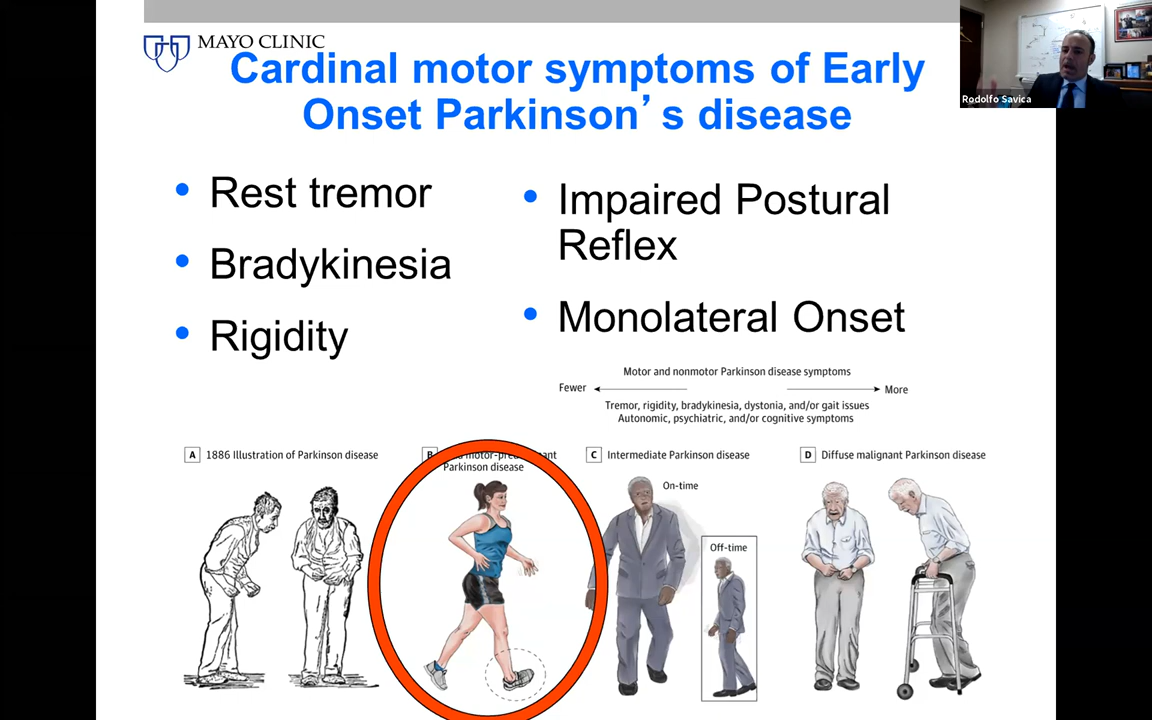 MAYO CLINIC
Rodolfo Savica
Cardinal motor symptoms of Early
Onset Parkinson’s disease
• Rest tremor
• Bradykinesia
• Rigidity
• Impaired Postural
Reflex
• Monolateral Onset
Motor and nonmotor Parkinson disease symptoms
Fewer
More
Tremor, rigidity, bradykinesia, dystonia, and/or gait issues
Autonomic, psychiatric, and/or cognitive symptoms
A 1886 Illustration of Parkinson disease
B motor-pre
Parkinson disease
C Intermediate Parkinson disease
On-time
Off-time
D Diffuse malignant Parkinson disease